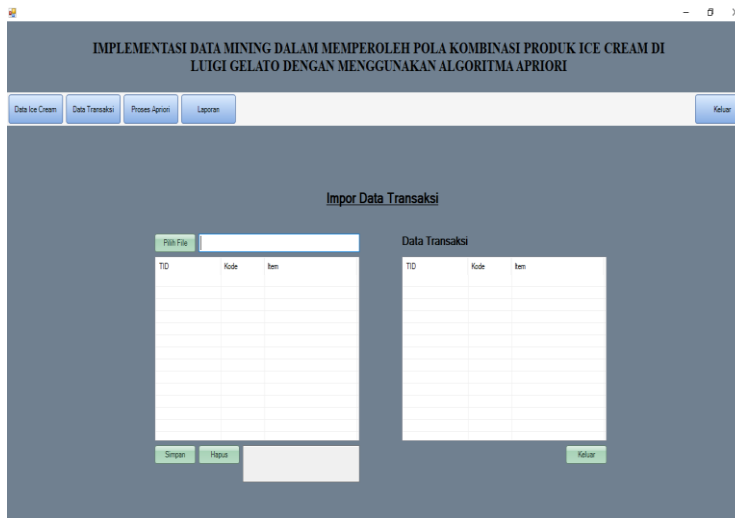 IMPLEMENTASI DATA MINING DALAM MEMPEROLEH POLA KOMBINASI PRODUK ICE CREAM DI
LUIGI GELATO DENGAN MENGGUNAKAN ALGORITMA APRIORI
Data Ice Cream Data Transaksi Proses Apriori Laporan Keluar
Impor Data Transaksi
Pilih File
Data Transaksi
TID Kode Item
TID Kode Item
Simpan Hapus
Keluar